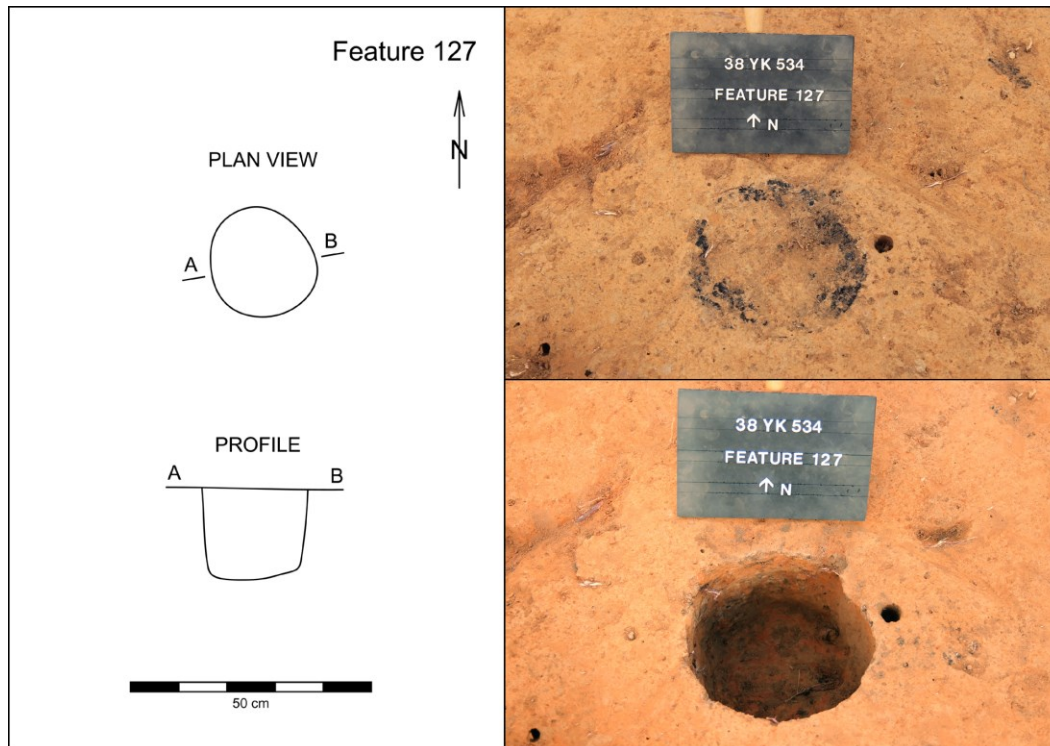 Feature 127
N
PLAN VIEW
A
B
PROFILE
A
B
50 cm
38 YK 534
FEATURE 127
↑ N
38 YK 534
FEATURE 127
↑ N